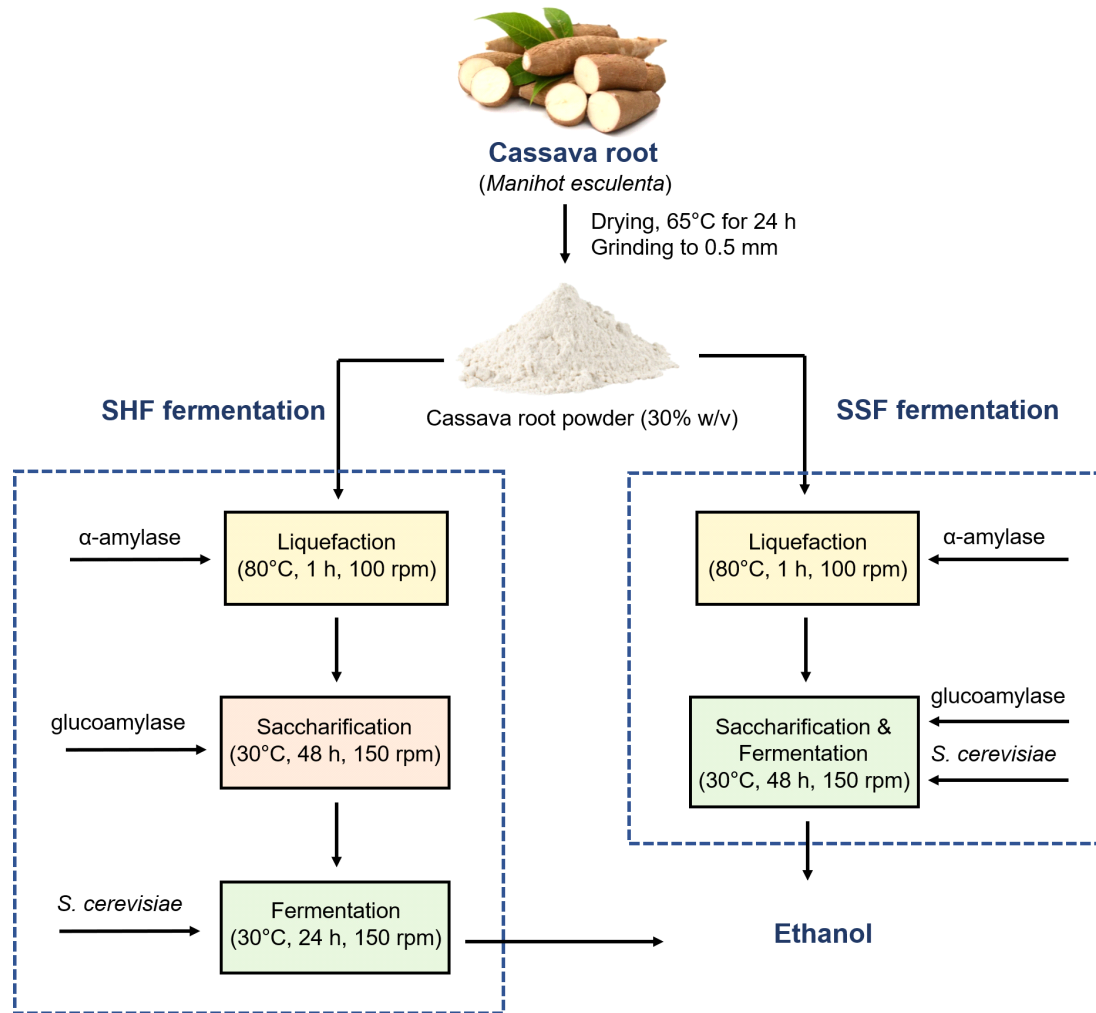 Cassava root
(Manihot esculenta)
Drying, 65°C for 24 h
Grinding to 0.5 mm
Cassava root powder (30% w/v)
SHF fermentation
α-amylase
Liquefaction
(80°C, 1 h, 100 rpm)
glucoamylase
Saccharification
(30°C, 48 h, 150 rpm)
S. cerevisiae
Fermentation
(30°C, 24 h, 150 rpm)
SSF fermentation
Liquefaction
(80°C, 1 h, 100 rpm)
α-amylase
Saccharification &
Fermentation
(30°C, 48 h, 150 rpm)
glucoamylase
S. cerevisiae
Ethanol